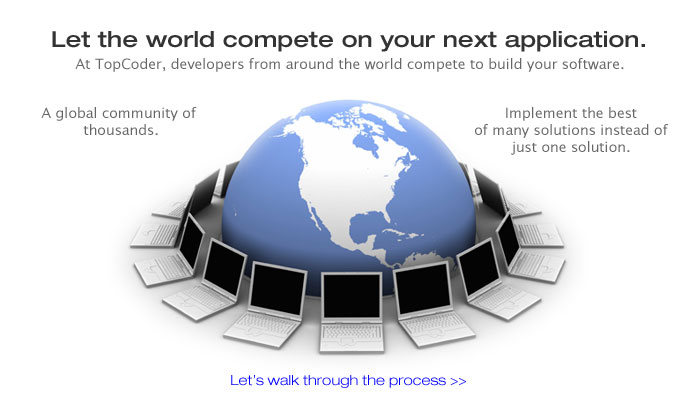 Let the world compete on your next application.
At TopCoder, developers from around the world compete to build your software.
A global community of
thousands.
Implement the best
of many solutions instead of
just one solution.
Let's walk through the process >>